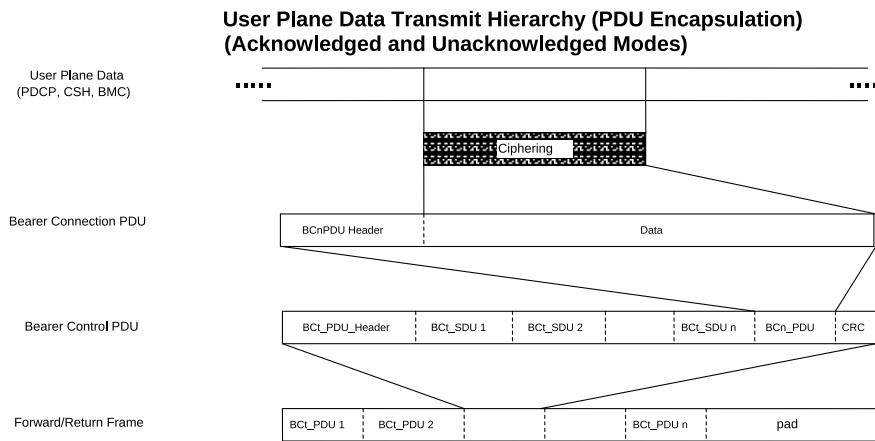 User Plane Data Transmit Hierarchy (PDU Encapsulation)
(Acknowledged and Unacknowledged Modes)
User Plane Data
(PDCP, CSH, BMC)
Ciphering
Bearer Connection PDU
BCnPDU Header
Data
Bearer Control PDU
BCt_PDU_Header
BCt_SDU 1
BCt_SDU 2
BCt_SDU n
BCn_PDU
CRC
Forward/Return Frame
BCt_PDU 1
BCt_PDU 2
BCt_PDU n
pad